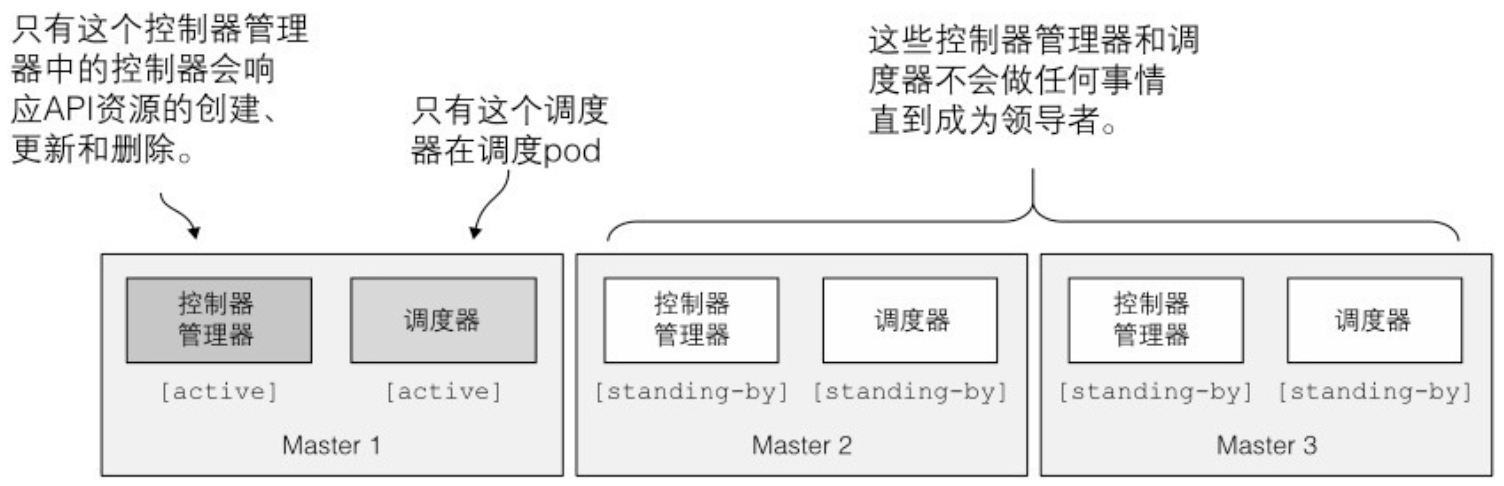 只有这个控制器管理
器中的控制器会响
应API资源的创建、
更新和删除。
只有这个调度
器在调度pod
这些控制器管理器和调
度器不会做任何事情
直到成为领导者。
控制器
管理器
调度器
[active]
[active]
Master 1
控制器
管理器
调度器
[standing-by]
[standing-by]
Master 2
控制器
管理器
调度器
[standing-by]
[standing-by]
Master 3